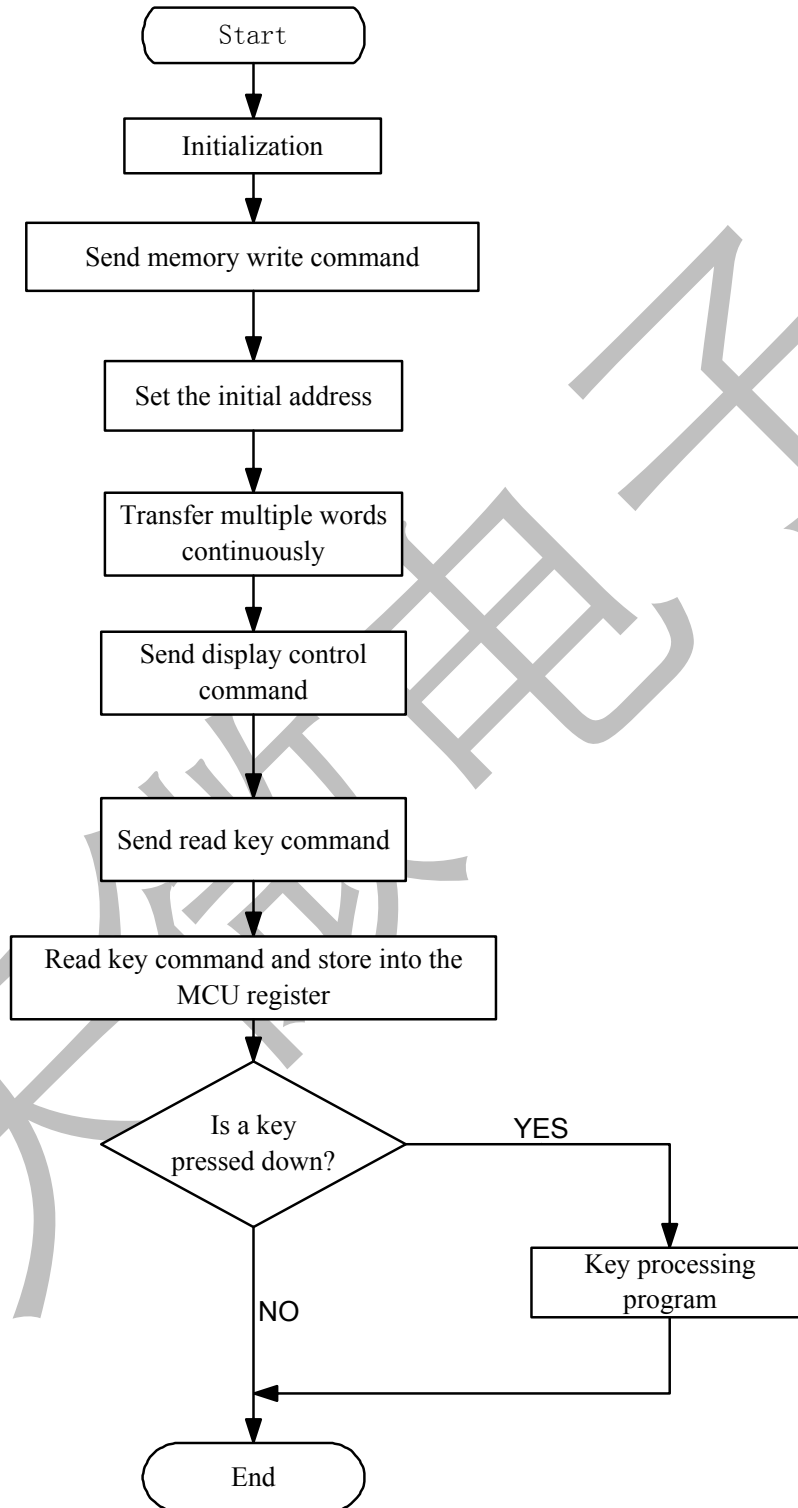 Start
Initialization
Send memory write command
Set the initial address
Transfer multiple words
continuously
Send display control
command
Send read key command
Read key command and store into the
MCU register
Is a key
pressed down?
YES
Key processing
program
NO
End